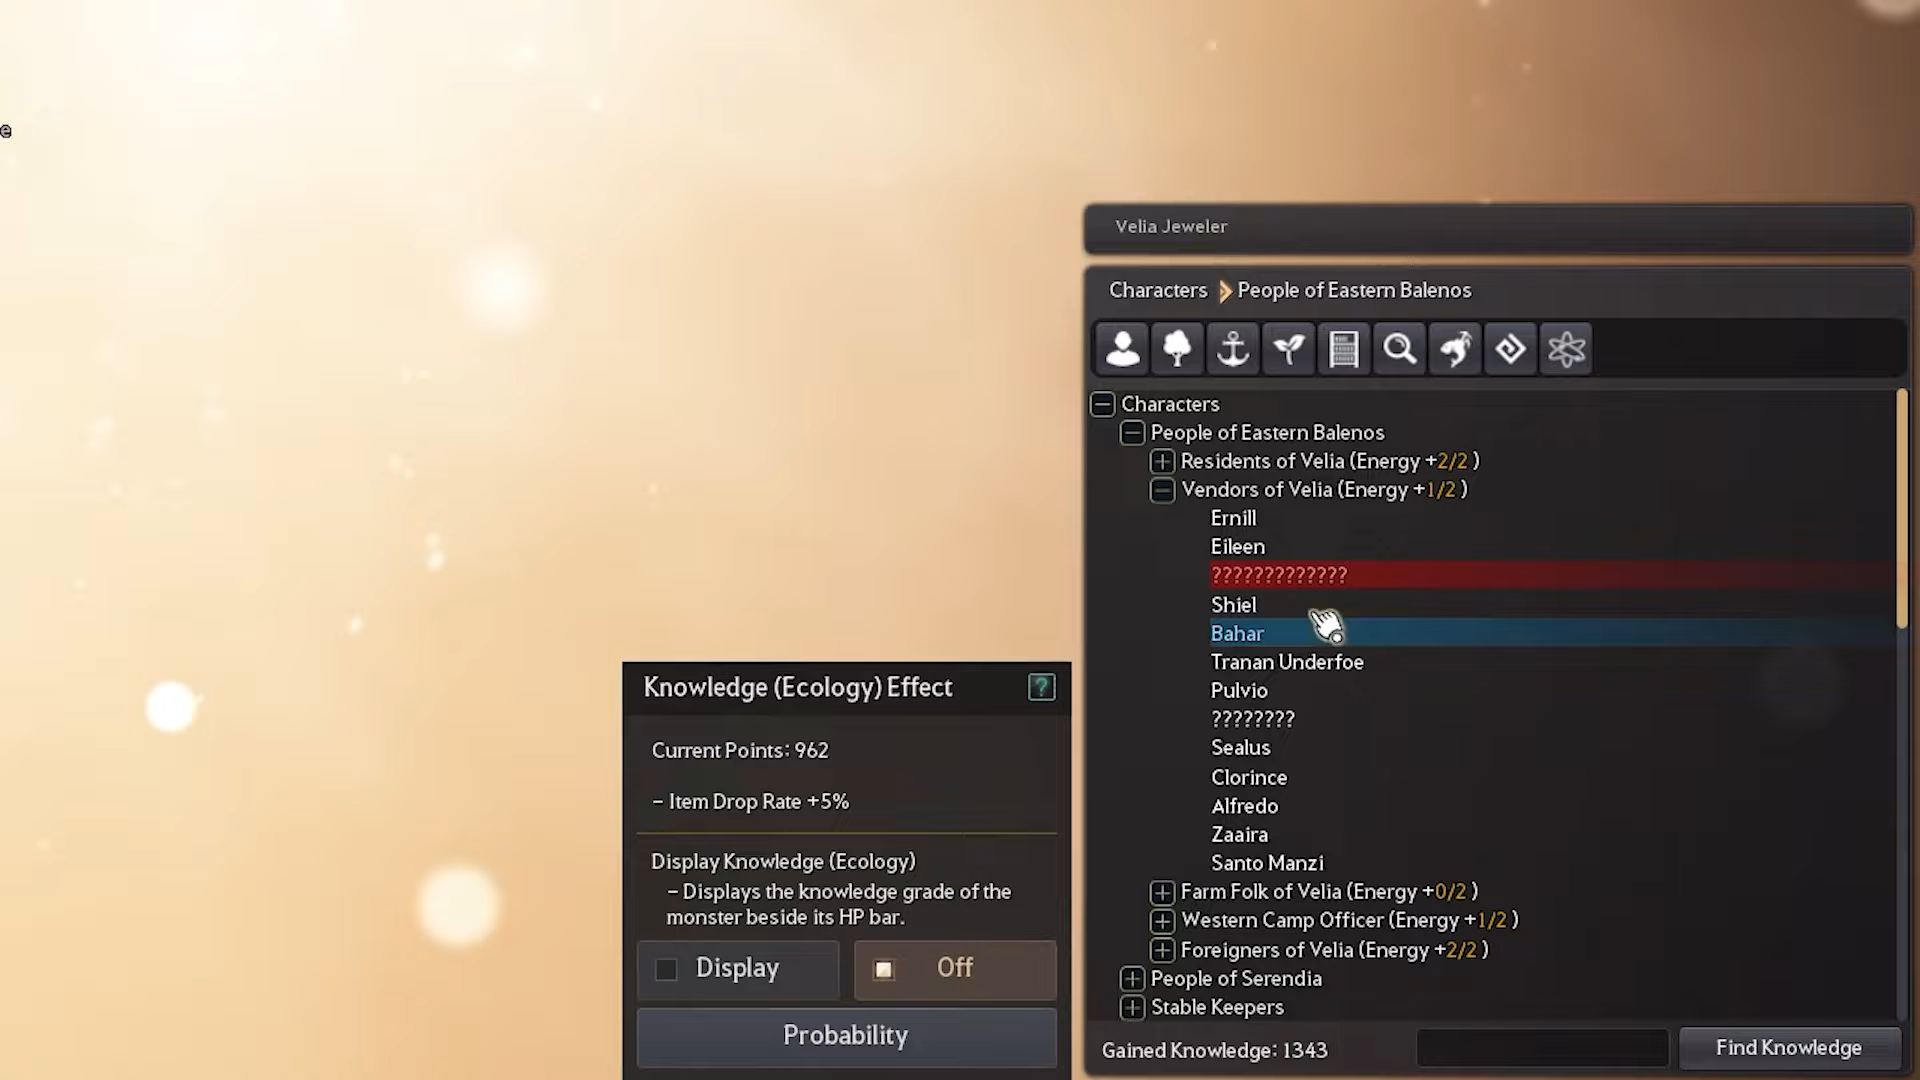 e
Velia Jeweler
Characters People of Eastern Balenos
Characters
People of Eastern Balenos
Residents of Velia (Energy +2/2 )
Vendors of Velia (Energy +1/2 )
Ernill
Eileen
?????????????
Shiel
Bahar
Tranan Underfoe
Pulvio
????????
Sealus
Clorince
Alfredo
Zaaira
Santo Manzi
Farm Folk of Velia (Energy +0/2 )
Western Camp Officer (Energy +1/2 )
Foreigners of Velia (Energy +2/2 )
People of Serendia
Stable Keepers
Gained Knowledge: 1343
Find Knowledge
Knowledge (Ecology) Effect
?
Current Points: 962
– Item Drop Rate +5%
Display Knowledge (Ecology)
– Displays the knowledge grade of the
monster beside its HP bar.
Display
Off
Probability